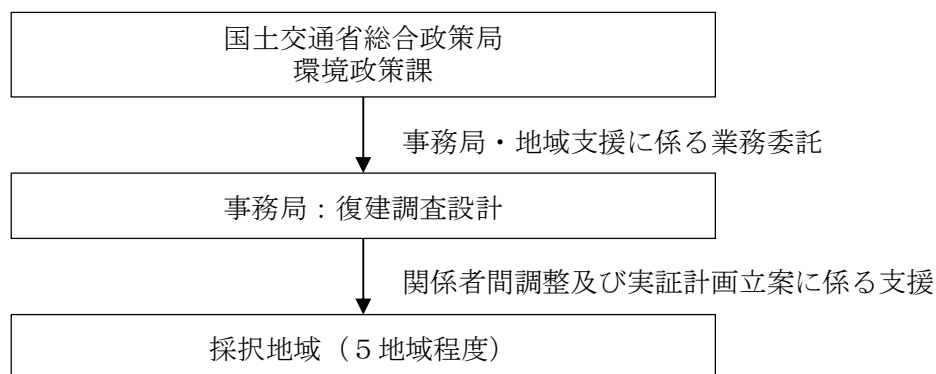 国土交通省総合政策局
環境政策課
事務局・地域支援に係る業務委託
事務局：復建調査設計
関係者間調整及び実証計画立案に係る支援
採択地域（５地域程度）